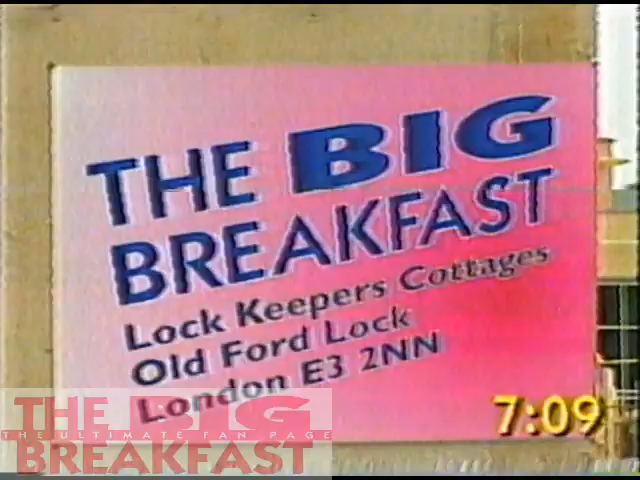 THE BIG
BREAKFAST
Lock Keepers Cottages
Old Ford Lock
London E3 2NN
7:09
THE BIG
THE ULTIMATE FAN PAGE
BREAKFAST